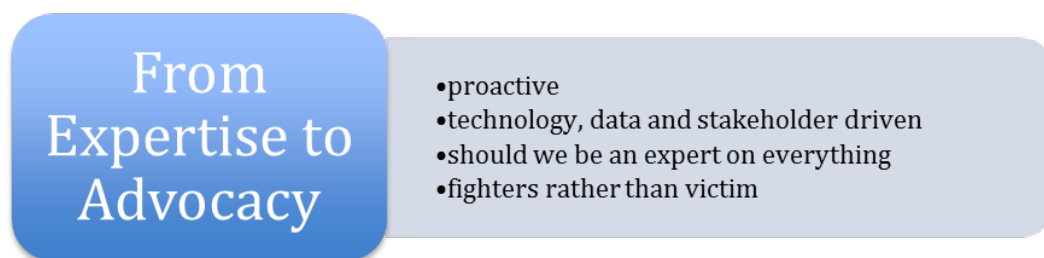 From
Expertise to
Advocacy
•proactive
•technology, data and stakeholder driven
•should we be an expert on everything
•fighters rather than victim